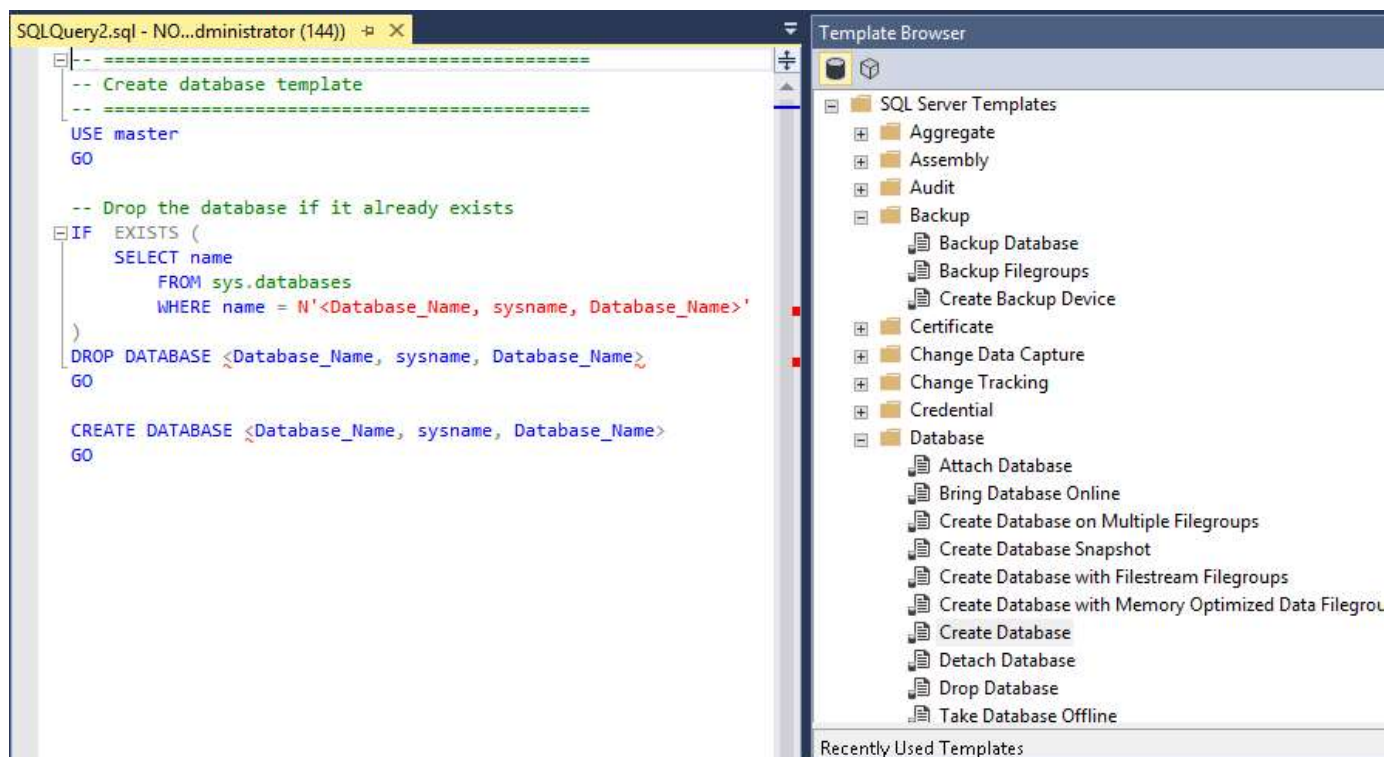 SQLQuery2.sql - NO...dministrator (144))
-- =============================================
-- Create database template
-- =============================================
USE master
GO
-- Drop the database if it already exists
IF  EXISTS (
SELECT name
FROM sys.databases
WHERE name = N'<Database_Name, sysname, Database_Name>'
)
DROP DATABASE <Database_Name, sysname, Database_Name>
GO
CREATE DATABASE <Database_Name, sysname, Database_Name>
GO
Template Browser
SQL Server Templates
Aggregate
Assembly
Audit
Backup
Backup Database
Backup Filegroups
Create Backup Device
Certificate
Change Data Capture
Change Tracking
Credential
Database
Attach Database
Bring Database Online
Create Database on Multiple Filegroups
Create Database Snapshot
Create Database with Filestream Filegroups
Create Database with Memory Optimized Data Filegrou
Create Database
Detach Database
Drop Database
Take Database Offline
Recently Used Templates